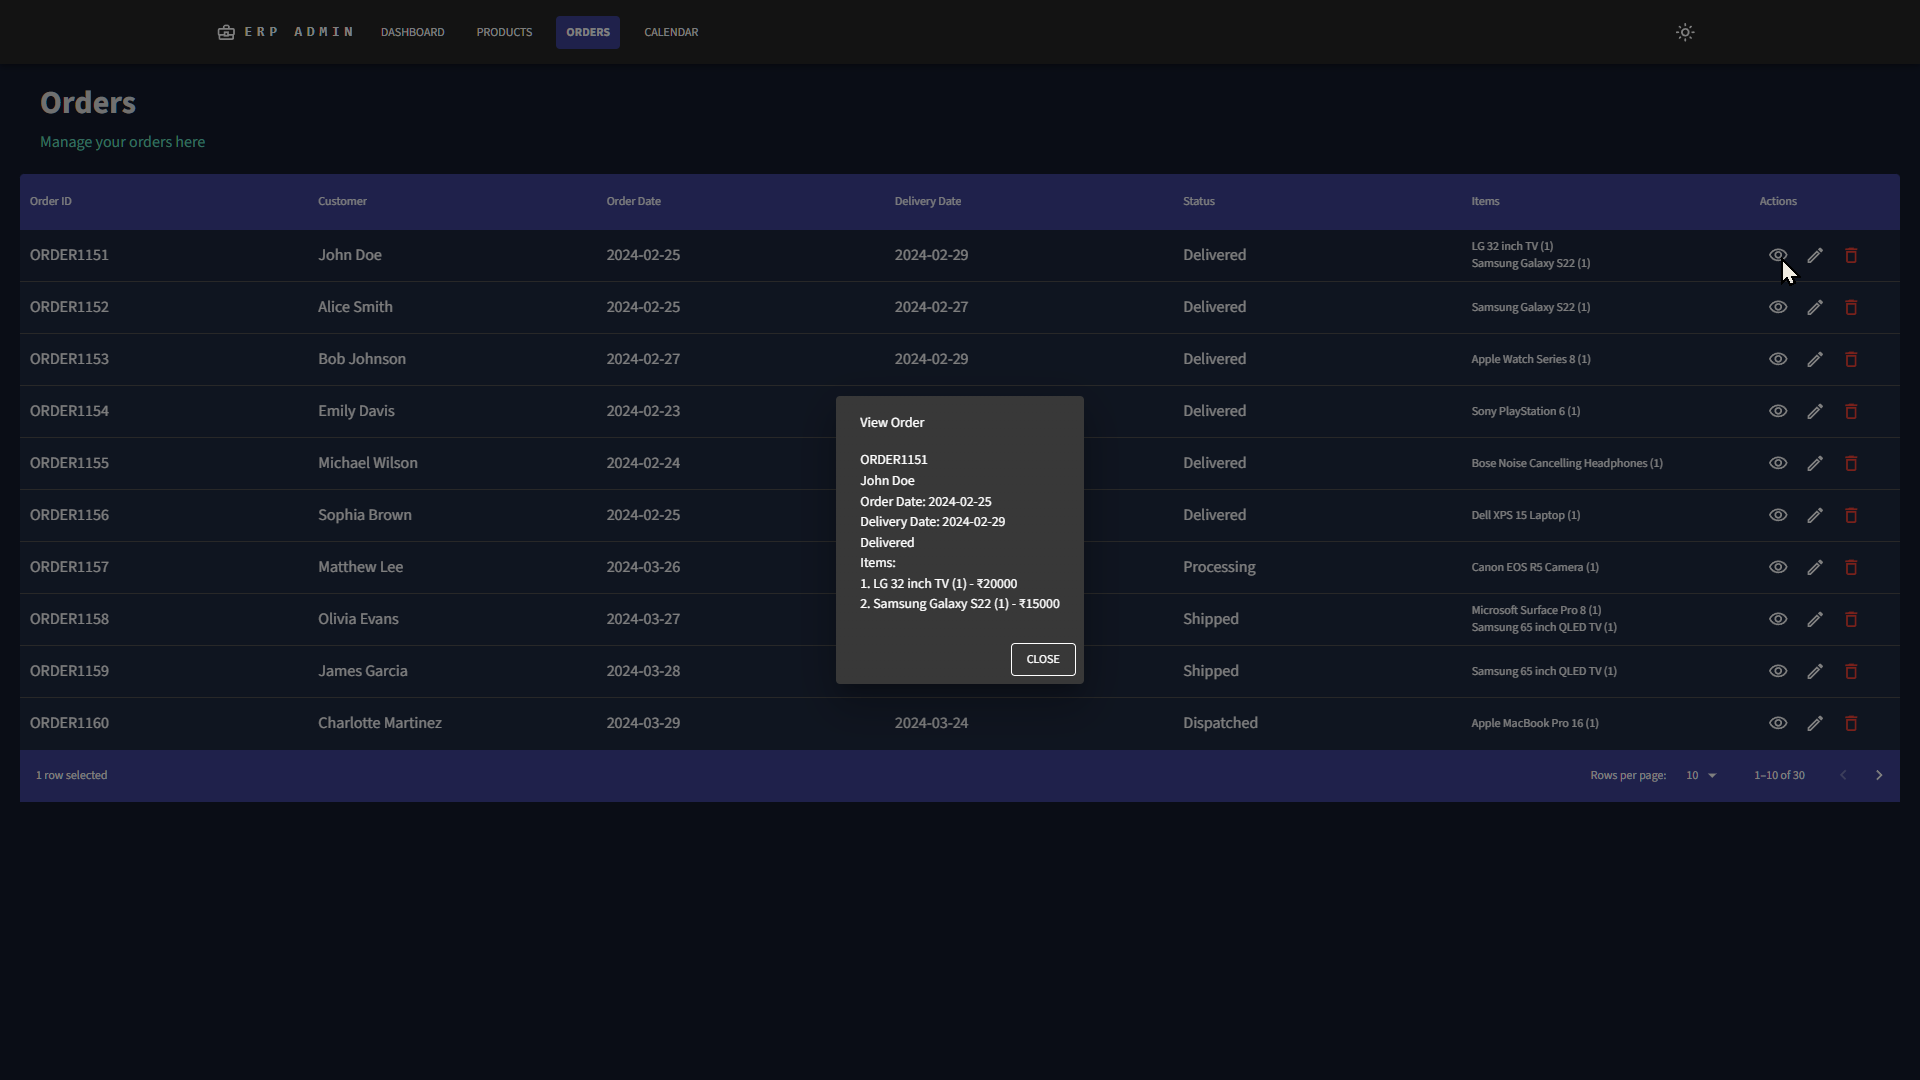 ERP ADMIN DASHBOARD PRODUCTS ORDERS CALENDAR
Orders
Manage your orders here
Order ID Customer Order Date Delivery Date Status Items Actions
ORDER1151 John Doe 2024-02-25 2024-02-29 Delivered LG 32 inch TV (1)
Samsung Galaxy S22 (1)
ORDER1152 Alice Smith 2024-02-25 2024-02-27 Delivered Samsung Galaxy S22 (1)
ORDER1153 Bob Johnson 2024-02-27 2024-02-29 Delivered Apple Watch Series 8 (1)
ORDER1154 Emily Davis 2024-02-23 Delivered Sony PlayStation 6 (1)
ORDER1155 Michael Wilson 2024-02-24 Delivered Bose Noise Cancelling Headphones (1)
ORDER1156 Sophia Brown 2024-02-25 Delivered Dell XPS 15 Laptop (1)
ORDER1157 Matthew Lee 2024-03-26 Processing Canon EOS R5 Camera (1)
ORDER1158 Olivia Evans 2024-03-27 Shipped Microsoft Surface Pro 8 (1)
Samsung 65 inch QLED TV (1)
ORDER1159 James Garcia 2024-03-28 Shipped Samsung 65 inch QLED TV (1)
ORDER1160 Charlotte Martinez 2024-03-29 2024-03-24 Dispatched Apple MacBook Pro 16 (1)
1 row selected Rows per page: 10 1–10 of 30
View Order
ORDER1151
John Doe
Order Date: 2024-02-25
Delivery Date: 2024-02-29
Delivered
Items:
1. LG 32 inch TV (1) - ₹20000
2. Samsung Galaxy S22 (1) - ₹15000
CLOSE